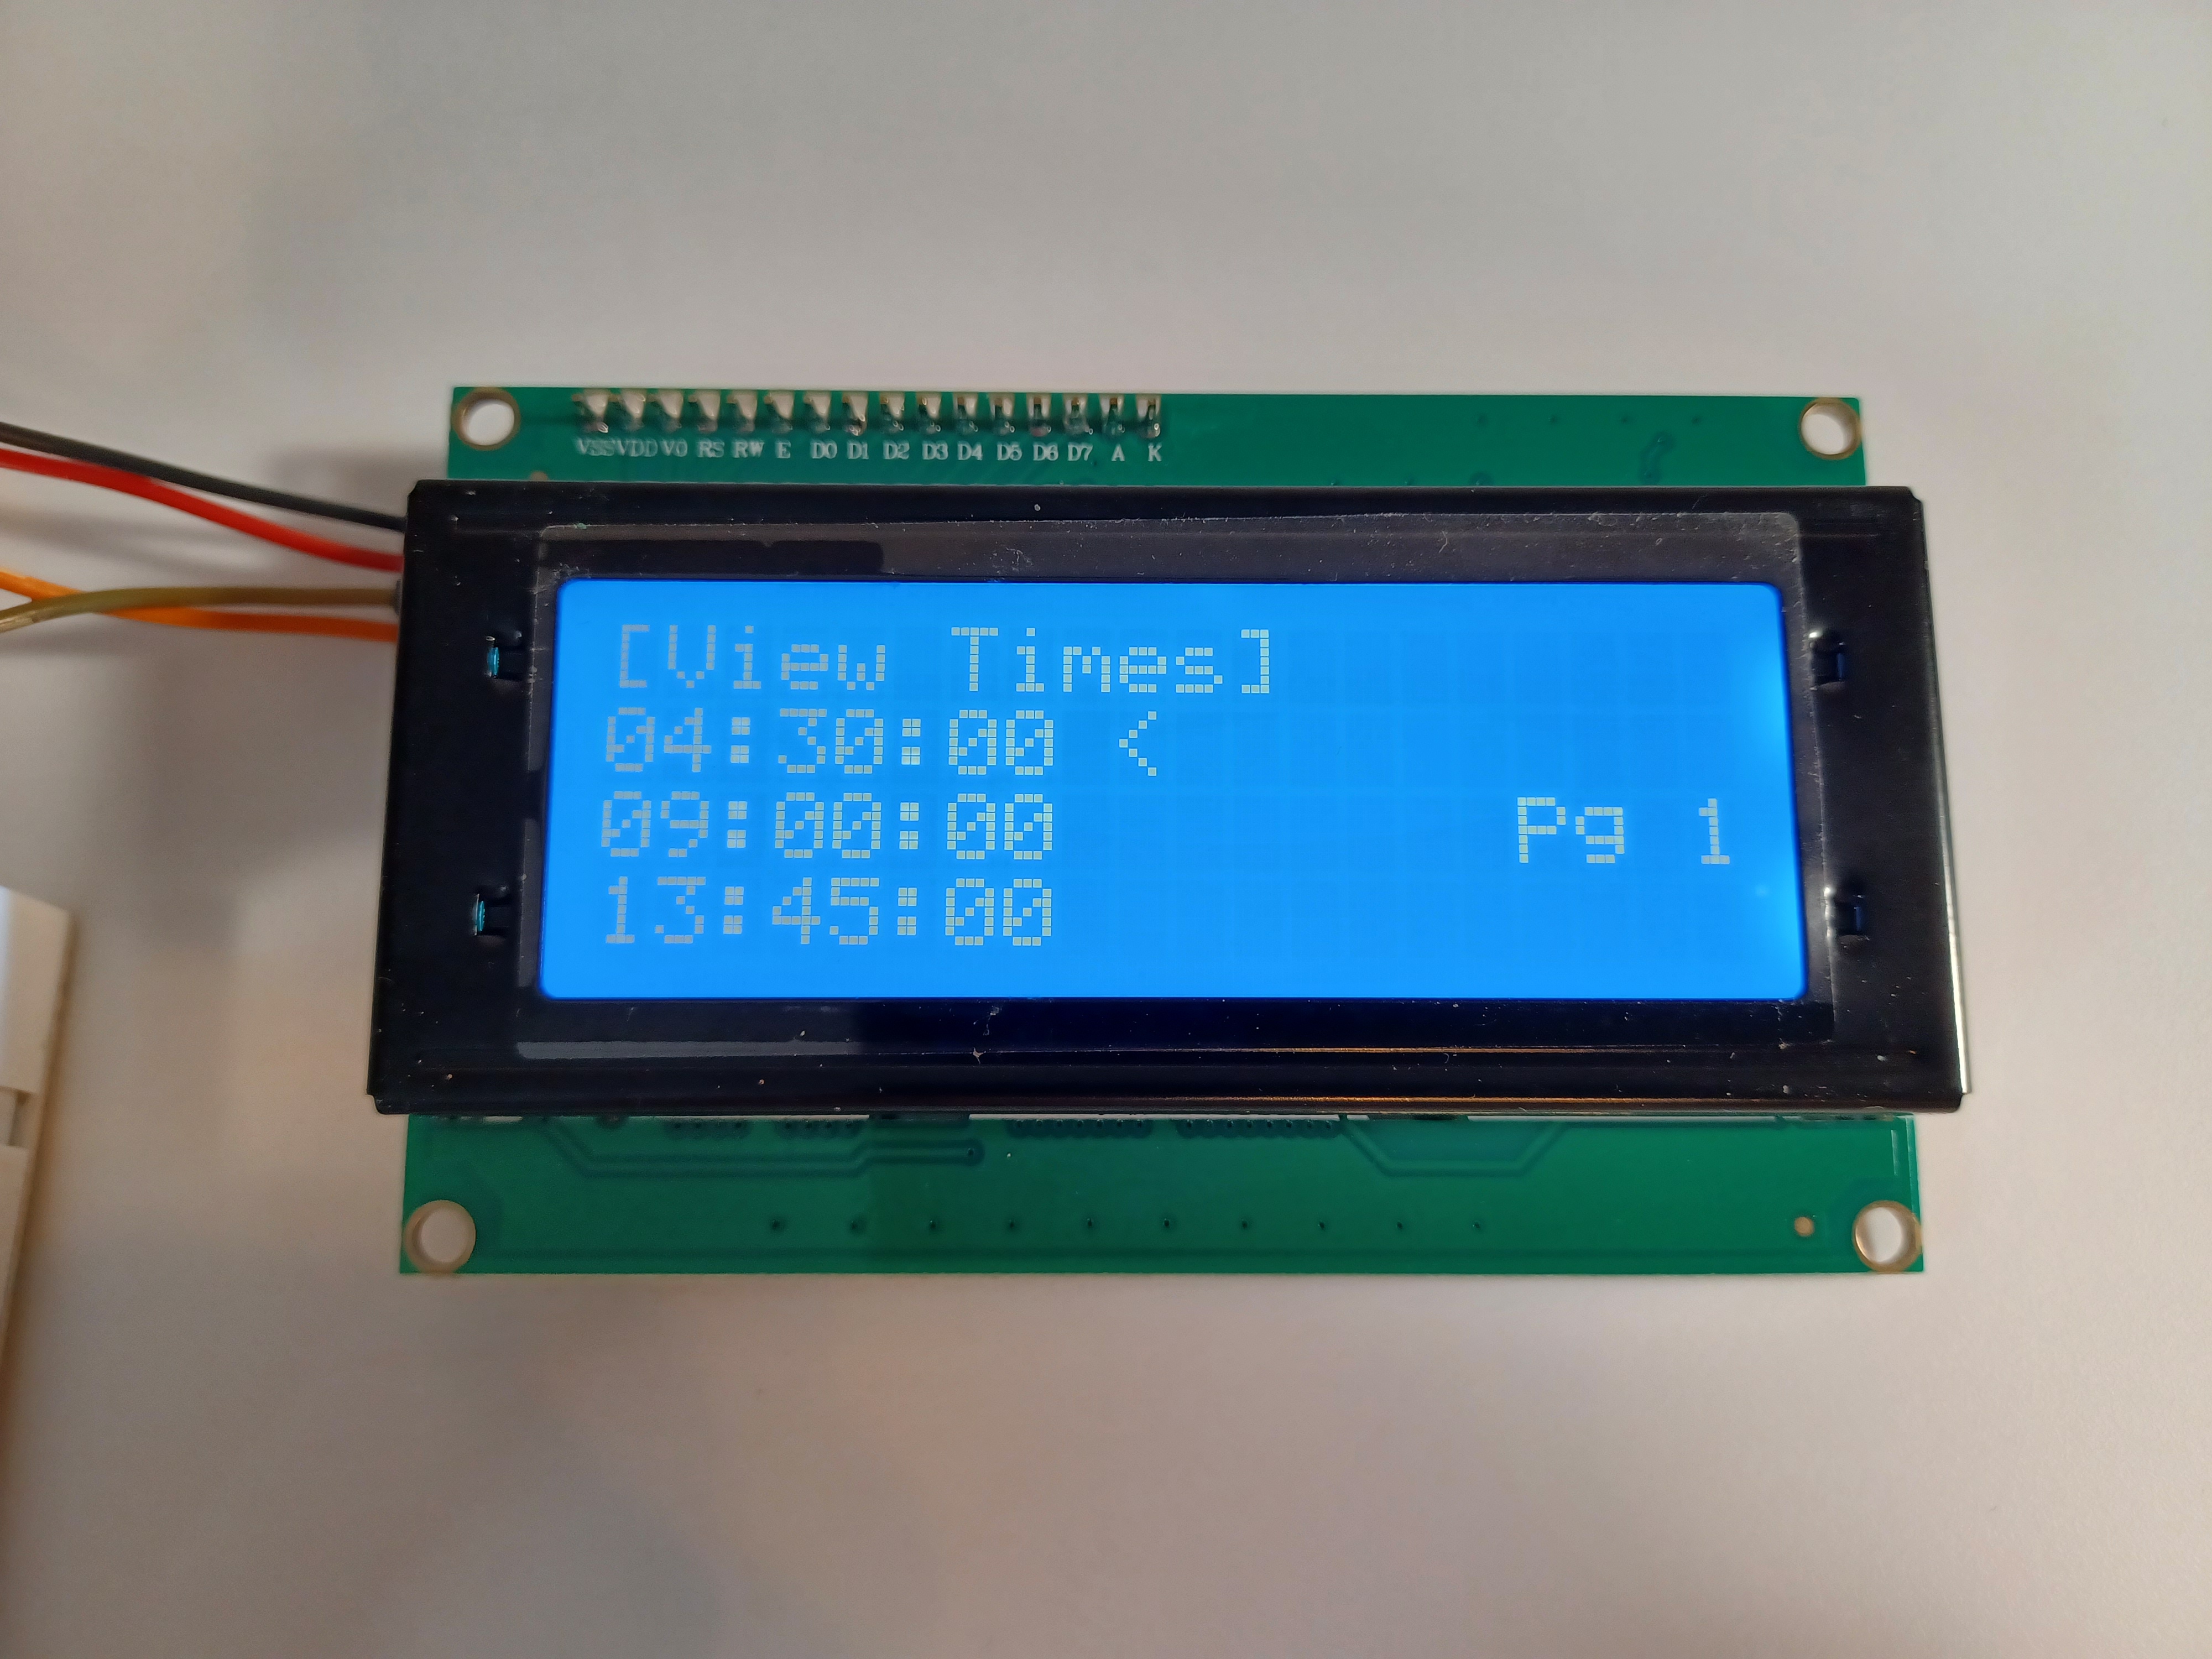 VSS VDD V0 RS RW E D0 D1 D2 D3 D4 D5 D6 D7 A K
[View Times]
04:30:00 <
09:00:00 Pg 1
13:45:00